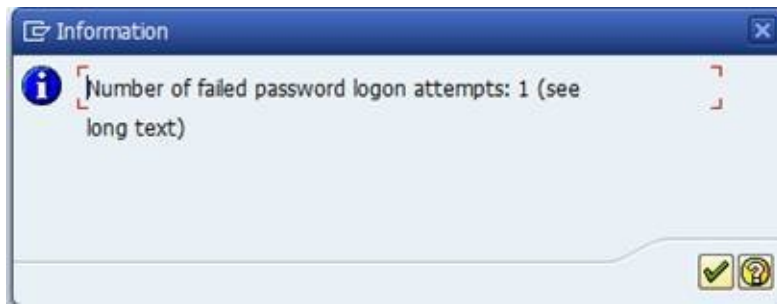 Information
Number of failed password logon attempts: 1 (see
long text)